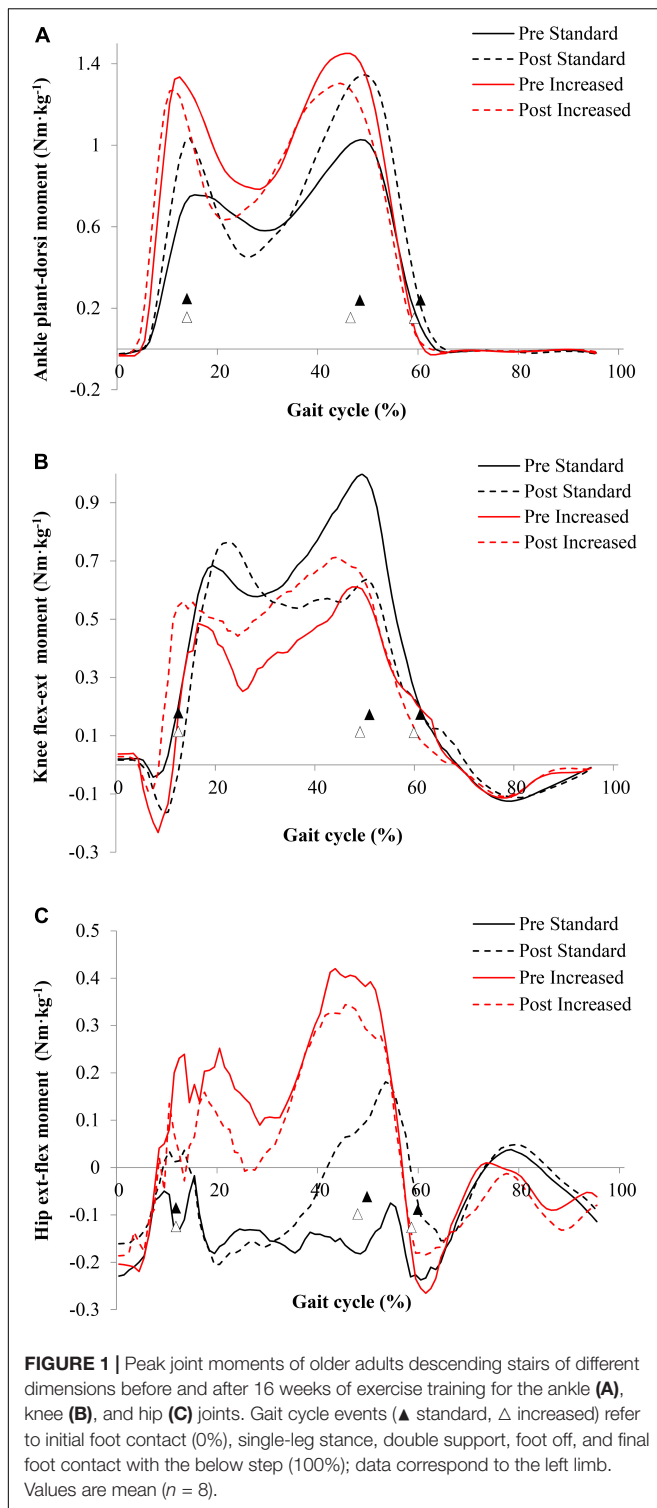 A
Pre Standard
Post Standard
Pre Increased
Post Increased
Ankle plant-dorsi moment (Nm·kg⁻¹)
1.4
1
0.6
0.2
-0.2
0 20 40 60 80 100
Gait cycle (%)
B
Pre Standard
Post Standard
Pre Increased
Post Increased
Knee flex-ext moment (Nm·kg⁻¹)
0.9
0.7
0.5
0.3
0.1
-0.1
-0.3
0 20 40 60 80 100
Gait cycle (%)
C
Pre Standard
Post Standard
Pre Increased
Post Increased
Hip ext-flex moment (Nm·kg⁻¹)
0.5
0.4
0.3
0.2
0.1
0
-0.1
-0.2
-0.3
0 20 40 60 80 100
Gait cycle (%)
FIGURE 1 | Peak joint moments of older adults descending stairs of different
dimensions before and after 16 weeks of exercise training for the ankle (A),
knee (B), and hip (C) joints. Gait cycle events (▲ standard, △ increased) refer
to initial foot contact (0%), single-leg stance, double support, foot off, and final
foot contact with the below step (100%); data correspond to the left limb.
Values are mean (n = 8).